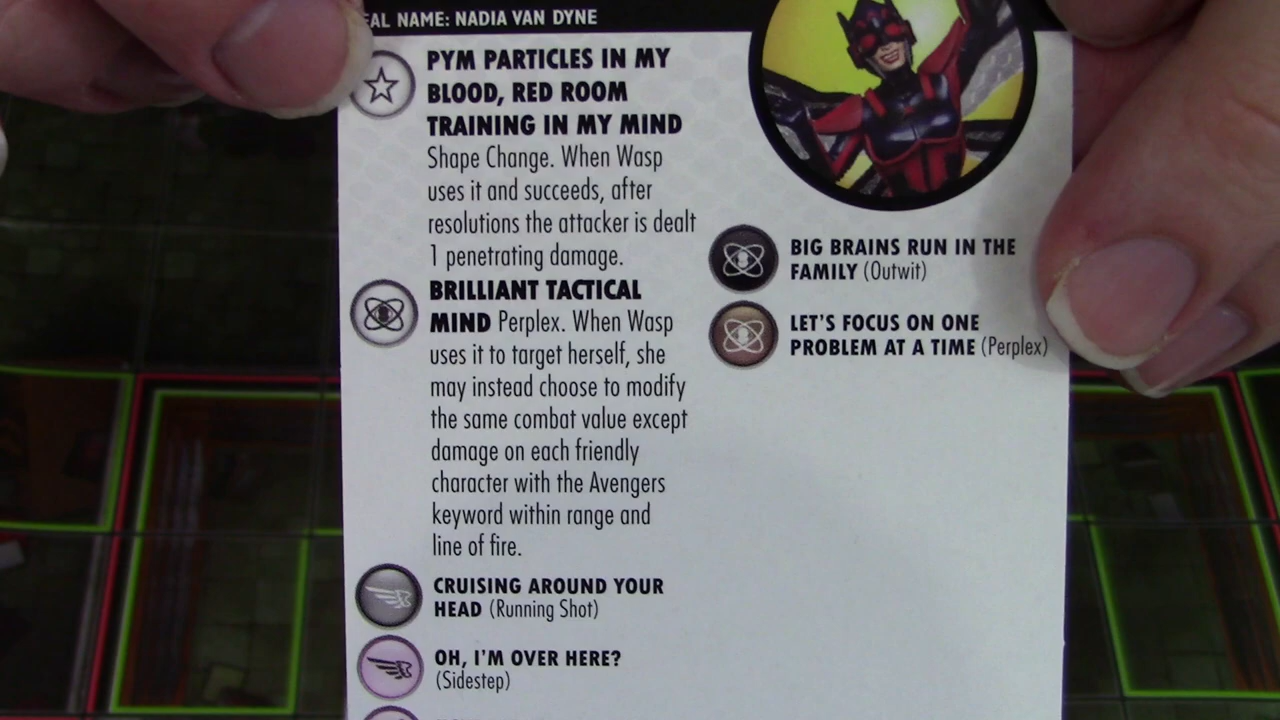 NAME: NADIA VAN DYNE
PYM PARTICLES IN MY
BLOOD, RED ROOM
TRAINING IN MY MIND
Shape Change. When Wasp
uses it and succeeds, after
resolutions the attacker is dealt
1 penetrating damage.
BRILLIANT TACTICAL
MIND Perplex. When Wasp
uses it to target herself, she
may instead choose to modify
the same combat value except
damage on each friendly
character with the Avengers
keyword within range and
line of fire.
CRUISING AROUND YOUR
HEAD (Running Shot)
OH, I'M OVER HERE?
(Sidestep)
BIG BRAINS RUN IN THE
FAMILY (Outwit)
LET'S FOCUS ON ONE
PROBLEM AT A TIME (Perplex)